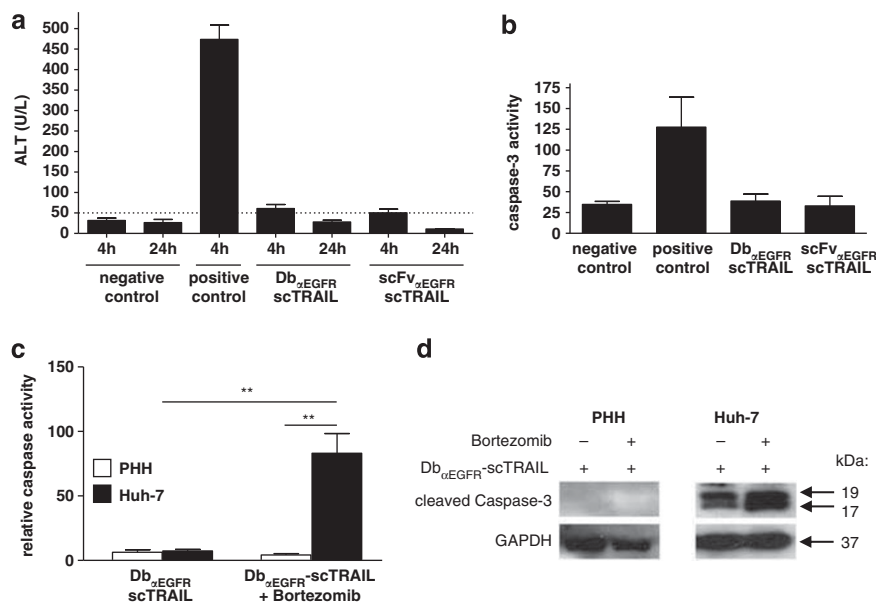 a
ALT (U/L)
500
450
400
350
300
250
200
150
100
50
0
4h 24h 4h 4h 24h 4h 24h
negative control
positive control
DbαEGFR scTRAIL
scFvαEGFR scTRAIL
b
caspase-3 activity
175
150
125
100
75
50
25
0
negative control
positive control
DbαEGFR scTRAIL
scFvαEGFR scTRAIL
c
relative caspase activity
150
100
50
0
**
**
PHH
Huh-7
DbαEGFR scTRAIL
DbαEGFR-scTRAIL + Bortezomib
d
PHH Huh-7
Bortezomib – + – +
DbαEGFR-scTRAIL + + + +
kDa:
cleaved Caspase-3
19
17
GAPDH
37